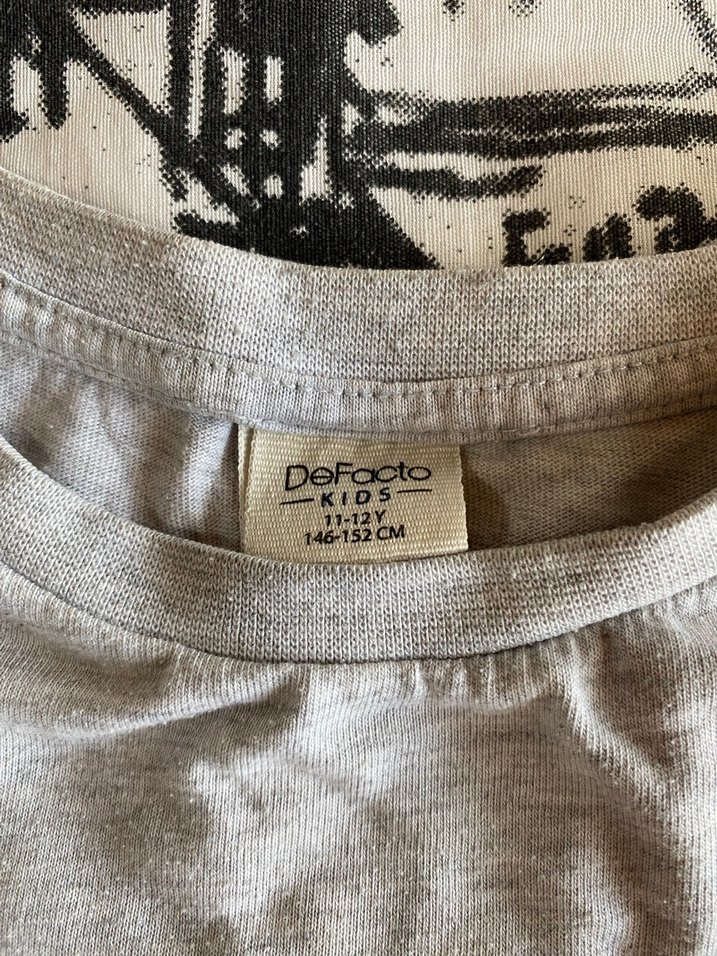 DeFacto
KIDS
11-12 Y
146-152 CM